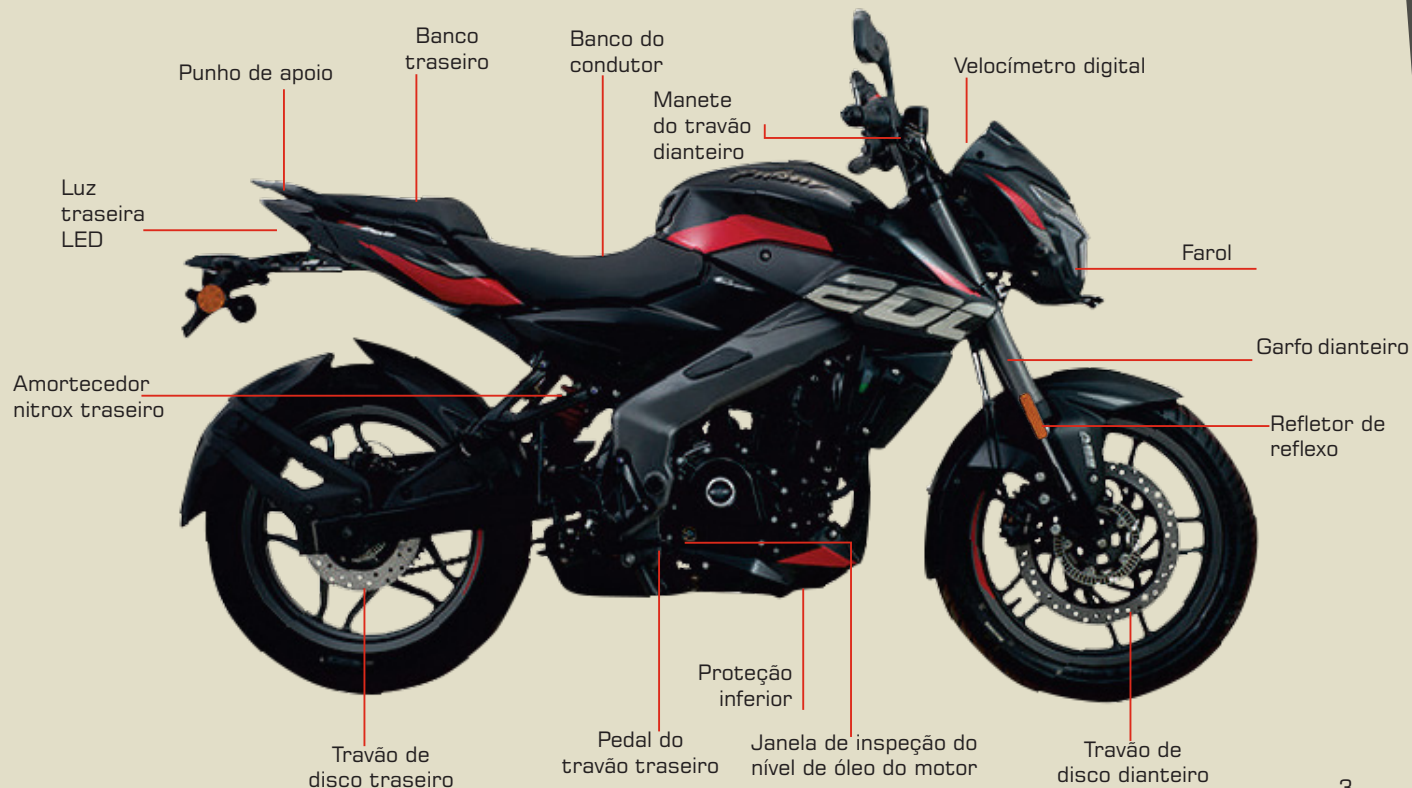 Banco
traseiro
Banco do
condutor
Punho de apoio
Velocímetro digital
Manete
do travão
dianteiro
Luz
traseira
LED
Farol
200
Garfo dianteiro
Amortecedor
nitrox traseiro
Refletor de
reflexo
Proteção
inferior
Travão de
disco traseiro
Pedal do
travão traseiro
Janela de inspeção do
nível de óleo do motor
Travão de
disco dianteiro
3